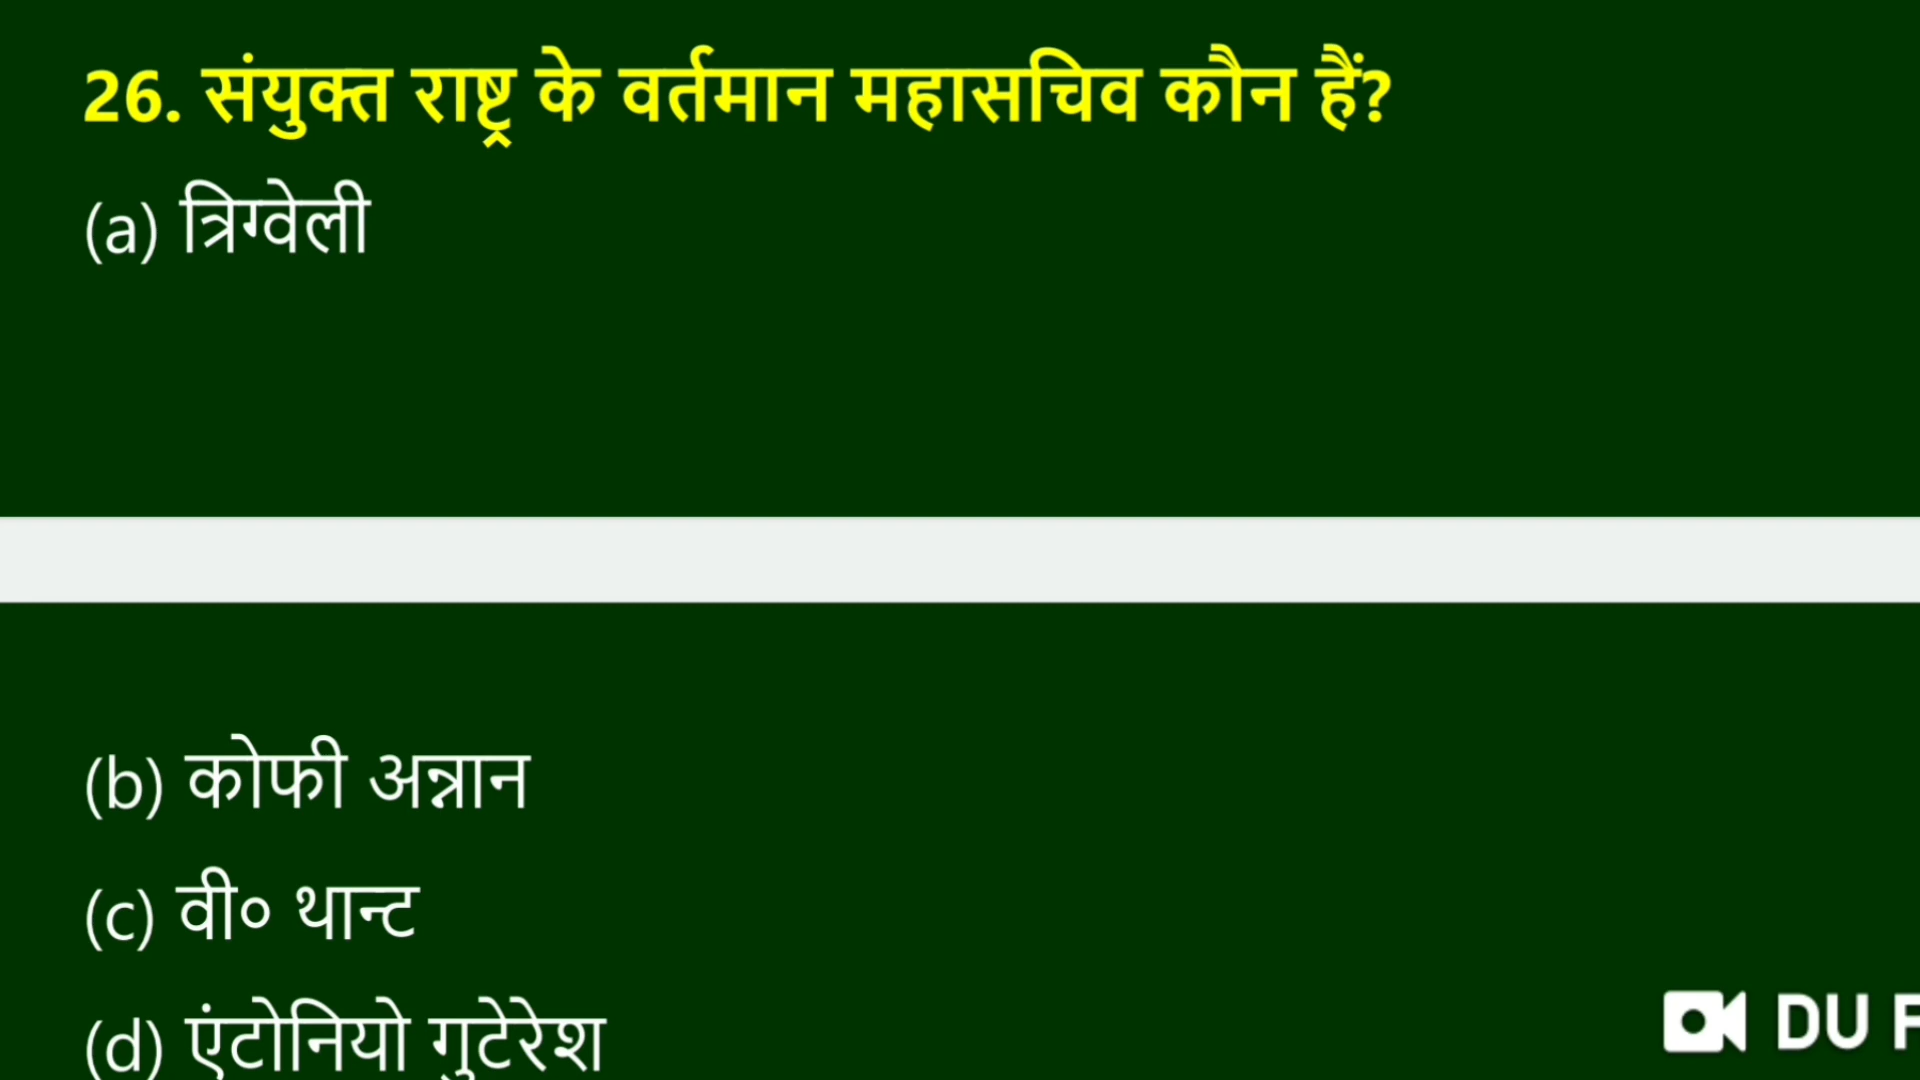 26. संयुक्त राष्ट्र के वर्तमान महासचिव कौन हैं?
(a) त्रिग्वेली
(b) कोफी अन्नान
(c) वी० थान्ट
(d) एंटोनियो गुटेरेश
DU F